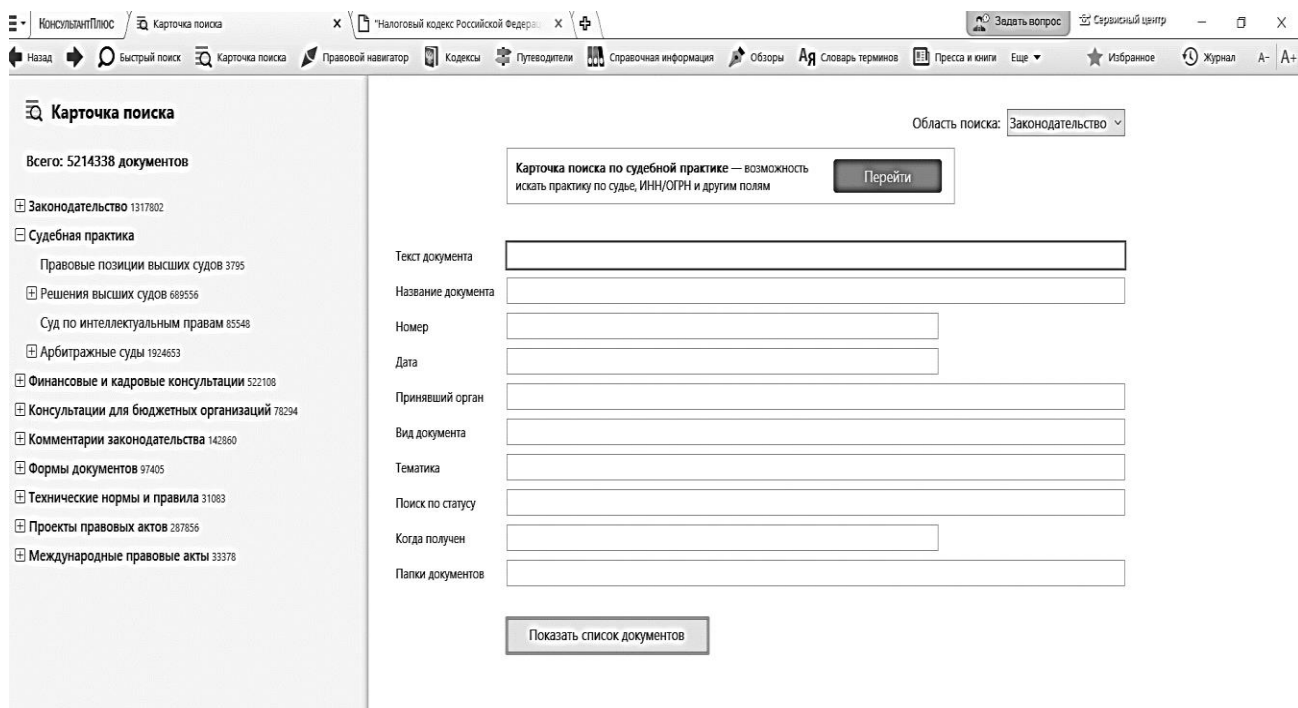 КонсультантПлюс
Карточка поиска
"Налоговый кодекс Российской Федерац
Задать вопрос
Сервисный центр
Назад
Быстрый поиск
Карточка поиска
Правовой навигатор
Кодексы
Путеводители
Справочная информация
Обзоры
Словарь терминов
Пресса и книги
Еще
Избранное
Журнал
А-
А+
Карточка поиска
Всего: 5214338 документов
Законодательство 1317802
Судебная практика
Правовые позиции высших судов 3795
Решения высших судов 689556
Суд по интеллектуальным правам 85548
Арбитражные суды 1924653
Финансовые и кадровые консультации 522108
Консультации для бюджетных организаций 78294
Комментарии законодательства 142860
Формы документов 97405
Технические нормы и правила 31083
Проекты правовых актов 287856
Международные правовые акты 33378
Область поиска: Законодательство
Карточка поиска по судебной практике — возможность
искать практику по судье, ИНН/ОГРН и другим полям
Перейти
Текст документа
Название документа
Номер
Дата
Принявший орган
Вид документа
Тематика
Поиск по статусу
Когда получен
Папки документов
Показать список документов